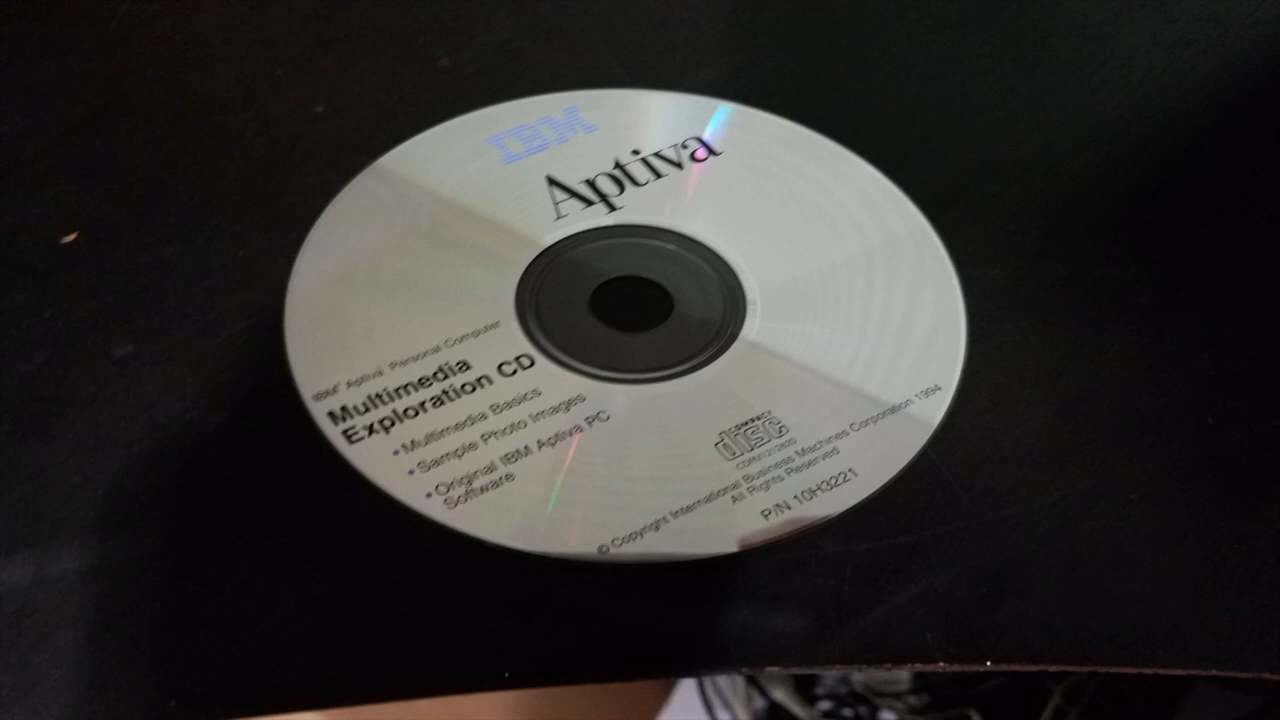 IBM
Aptiva
IBM® Aptiva™ Personal Computer
Multimedia
Exploration CD
• Multimedia Basics
• Sample Photo Images
• Original IBM Aptiva PC
Software
COMPACT
disc
© Copyright International Business Machines Corporation 1994
All Rights Reserved
P/N 10H3221